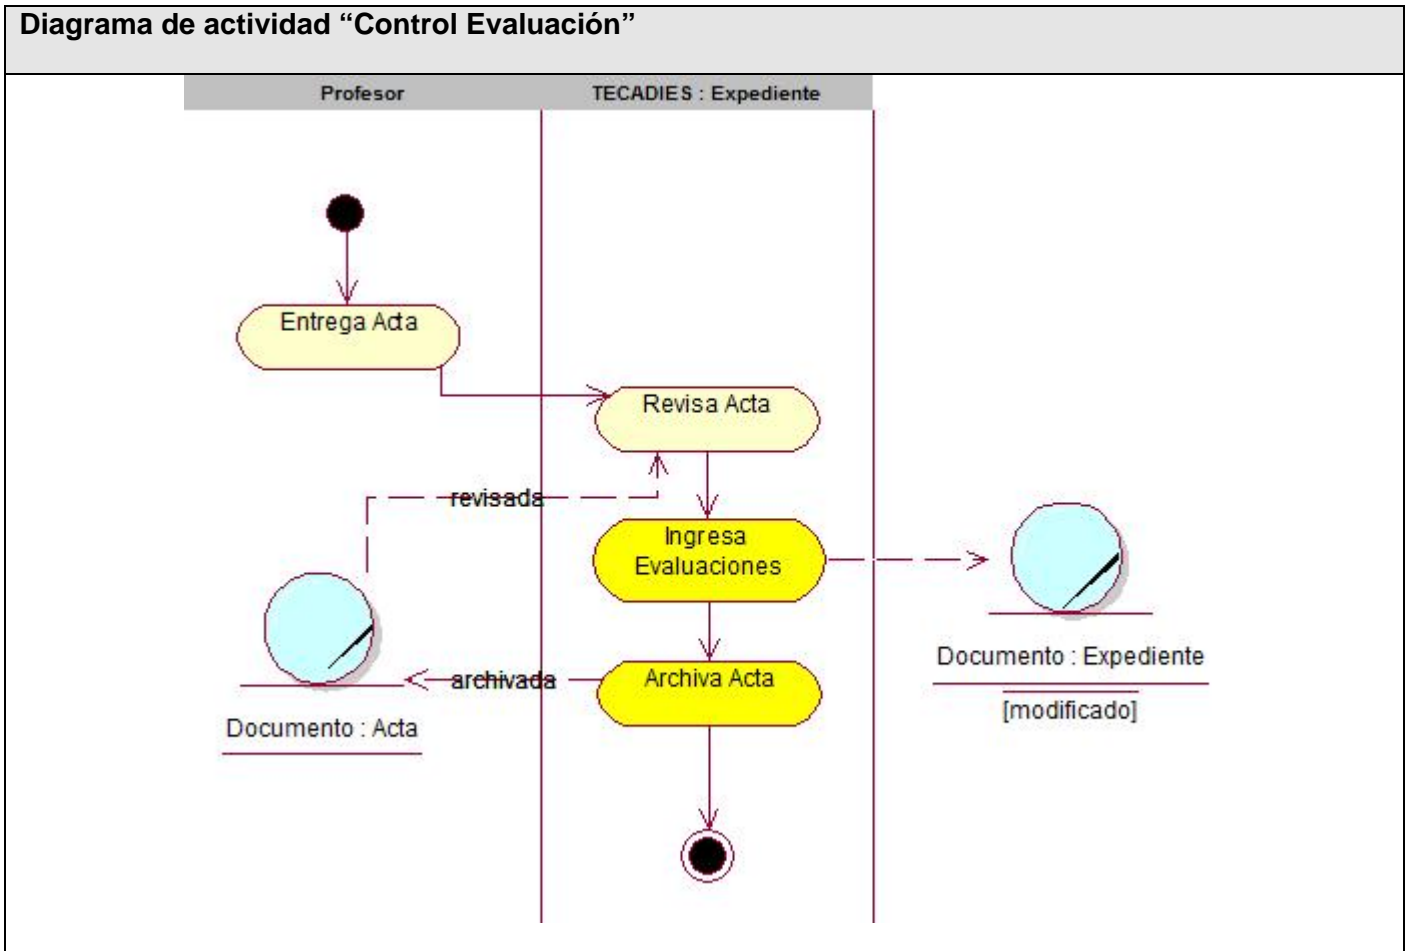 Diagrama de actividad “Control Evaluación”
Profesor
TECADIES : Expediente
Entrega Acta
Revisa Acta
revisada
Ingresa
Evaluaciones
Documento : Expediente
[modificado]
archivada
Archiva Acta
Documento : Acta